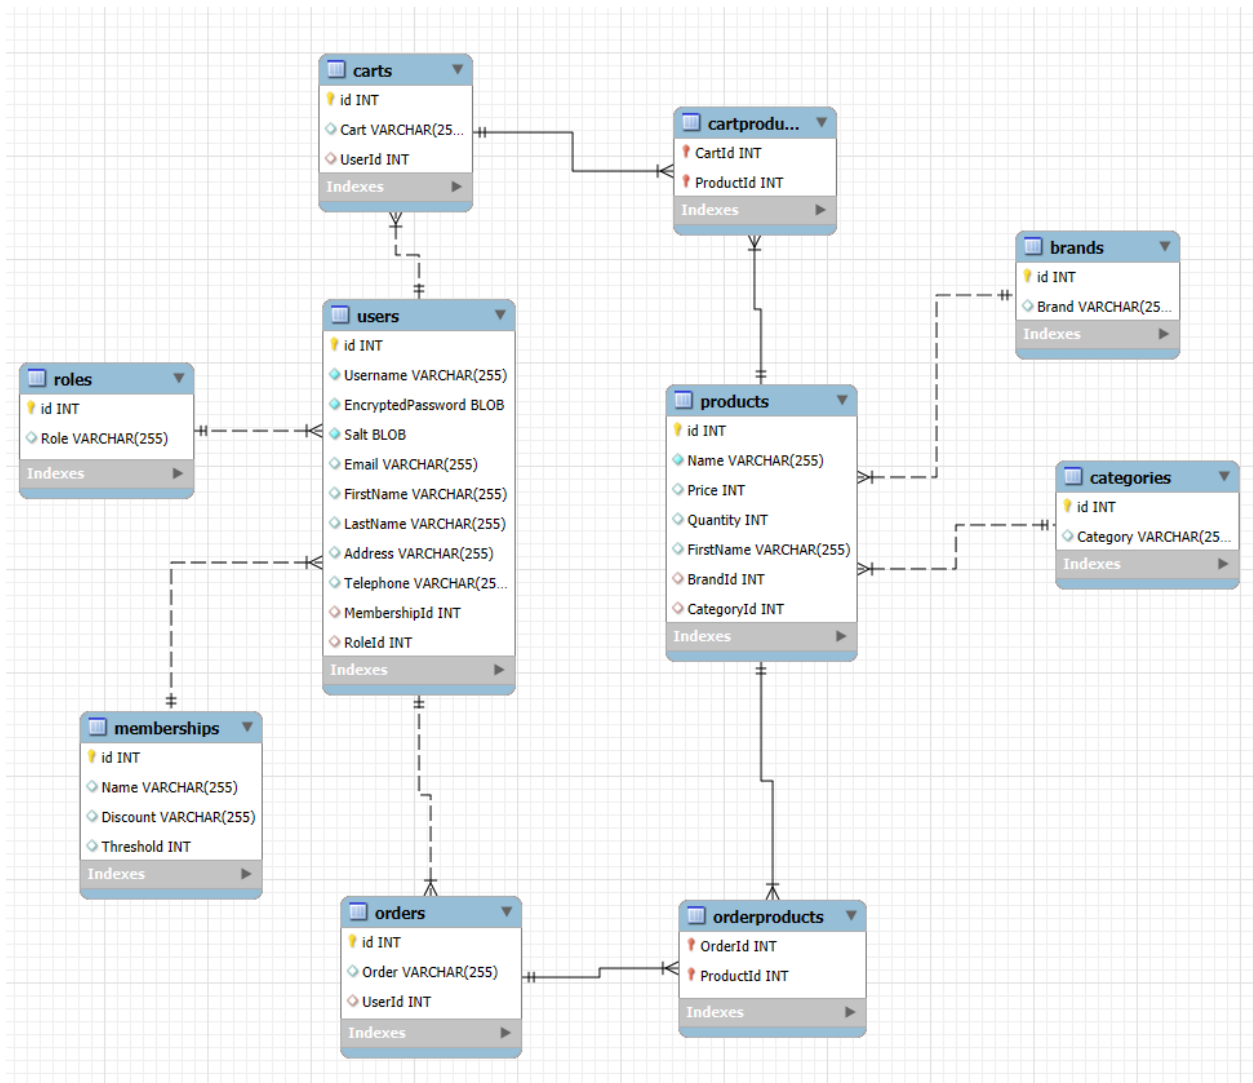 carts
id INT
Cart VARCHAR(25...
UserId INT
Indexes
cartprodu...
CartId INT
ProductId INT
Indexes
brands
id INT
Brand VARCHAR(25...
Indexes
users
id INT
Username VARCHAR(255)
EncryptedPassword BLOB
Salt BLOB
Email VARCHAR(255)
FirstName VARCHAR(255)
LastName VARCHAR(255)
Address VARCHAR(255)
Telephone VARCHAR(25...
MembershipId INT
RoleId INT
Indexes
roles
id INT
Role VARCHAR(255)
Indexes
products
id INT
Name VARCHAR(255)
Price INT
Quantity INT
FirstName VARCHAR(255)
BrandId INT
CategoryId INT
Indexes
categories
id INT
Category VARCHAR(25...
Indexes
memberships
id INT
Name VARCHAR(255)
Discount VARCHAR(255)
Threshold INT
Indexes
orders
id INT
Order VARCHAR(255)
UserId INT
Indexes
orderproducts
OrderId INT
ProductId INT
Indexes